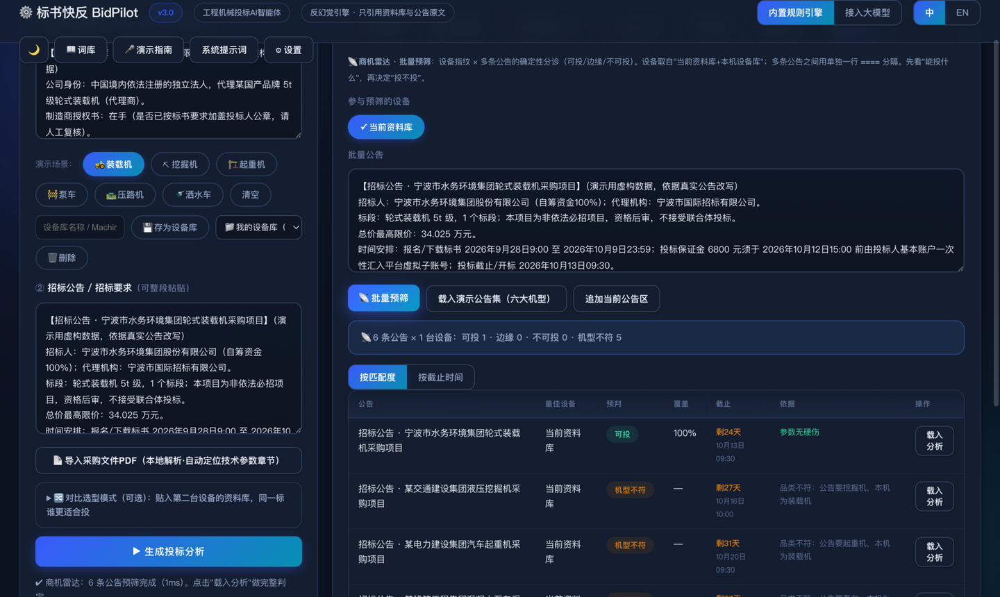 标书快反 BidPilot
v3.0
工程机械投标AI智能体
反幻觉引擎 · 只引用资料库与公告原文
内置规则引擎
接入大模型
中
EN
词库
演示指南
系统提示词
设置
据）
公司身份：中国境内依法注册的独立法人，代理某国产品牌 5t
级轮式装载机（代理商）。
制造商授权书：在手（是否已按标书要求加盖投标人公章，请
人工复核）。
演示场景：
装载机
挖掘机
起重机
泵车
压路机
洒水车
清空
设备库名称 / Machin
存为设备库
我的设备库（
删除
② 招标公告 / 招标要求（可整段粘贴）
【招标公告 · 宁波市水务环境集团轮式装载机采购项目】（演
示用虚构数据，依据真实公告改写）
招标人：宁波市水务环境集团股份有限公司（自筹资金
100%）；代理机构：宁波市国际招标有限公司。
标段：轮式装载机 5t 级，1 个标段；本项目为非依法必招项
目，资格后审，不接受联合体投标。
总价最高限价：34.025 万元。
时间安排：报名/下载标书 2026年9月28日9:00 至 2026年10
导入采购文件PDF（本地解析·自动定位技术参数章节）
▶ 对比选型模式（可选）：贴入第二台设备的资料库，同一标
谁更适合投
▶ 生成投标分析
✔ 商机雷达：6 条公告预筛完成（1ms）。点击"载入分析"做完整判
商机雷达 · 批量预筛：设备指纹 × 多条公告的确定性分诊（可投/边缘/不可投）。设备取自"当前资料库+本机设备库"；多条公告之间用单独一行 ==== 分隔。先看"能投什
么"，再决定"投不投"。
参与预筛的设备
✓ 当前资料库
批量公告
【招标公告 · 宁波市水务环境集团轮式装载机采购项目】（演示用虚构数据，依据真实公告改写）
招标人：宁波市水务环境集团股份有限公司（自筹资金100%）；代理机构：宁波市国际招标有限公司。
标段：轮式装载机 5t 级，1 个标段；本项目为非依法必招项目，资格后审，不接受联合体投标。
总价最高限价：34.025 万元。
时间安排：报名/下载标书 2026年9月28日9:00 至 2026年10月9日23:59；投标保证金 6800 元须于 2026年10月12日15:00 前由投标人基本账户一次
性汇入平台虚拟子账号；投标截止/开标 2026年10月13日09:30。
批量预筛
载入演示公告集（六大机型）
追加当前公告区
6 条公告 × 1 台设备：可投 1 · 边缘 0 · 不可投 0 · 机型不符 5
按匹配度
按截止时间
公告 最佳设备 预判 覆盖 截止 依据 操作
招标公告 · 宁波市水务环境集团轮式装载
机采购项目
当前资料
库
可投
100%
剩24天
10月13日
09:30
参数无硬伤
载入
分析
招标公告 · 某交通建设集团液压挖掘机采
购项目
当前资料
库
机型不符
—
剩27天
10月16日
10:00
品类不符：公告要挖掘机，本机
为装载机
载入
分析
招标公告 · 某电力建设集团汽车起重机采
购项目
当前资料
库
机型不符
—
剩31天
10月20日
09:30
品类不符：公告要起重机，本机
为装载机
载入
分析